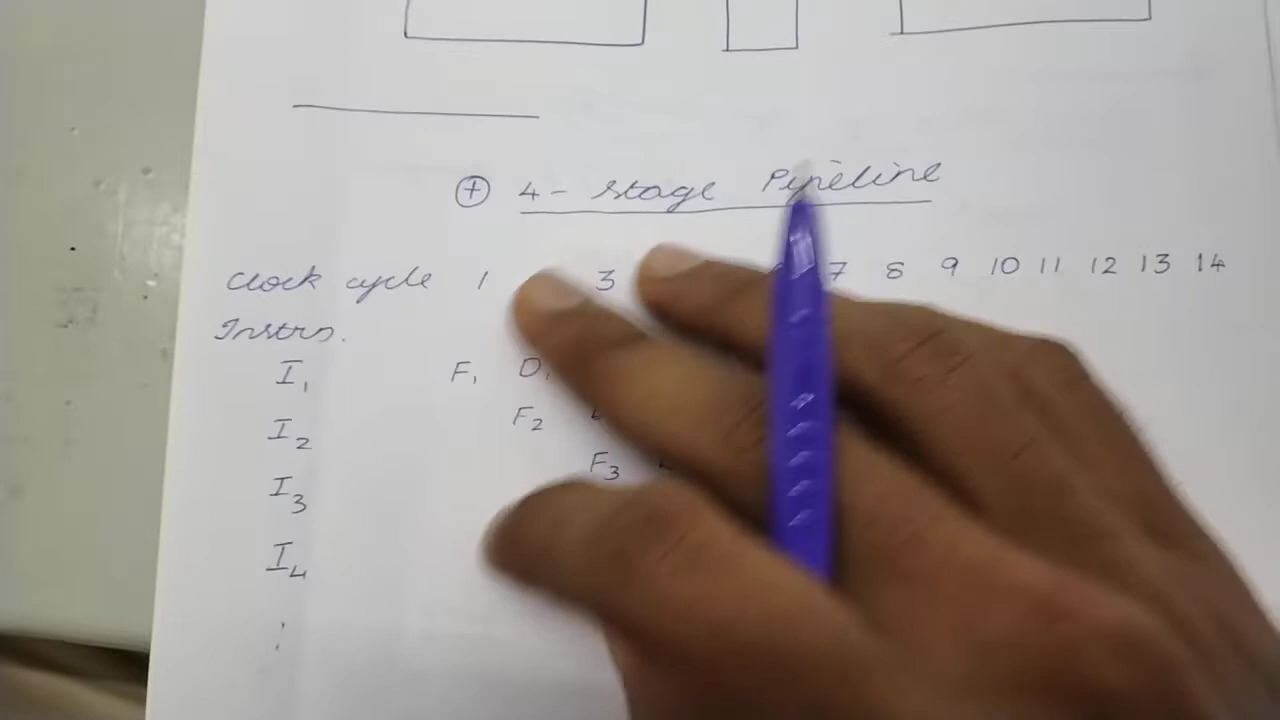 ⊕ 4 - Stage Pipeline
Clock cycle 1 3 7 8 9 10 11 12 13 14
Instrs.
I1 F1 D1
I2 F2
I3 F3
I4